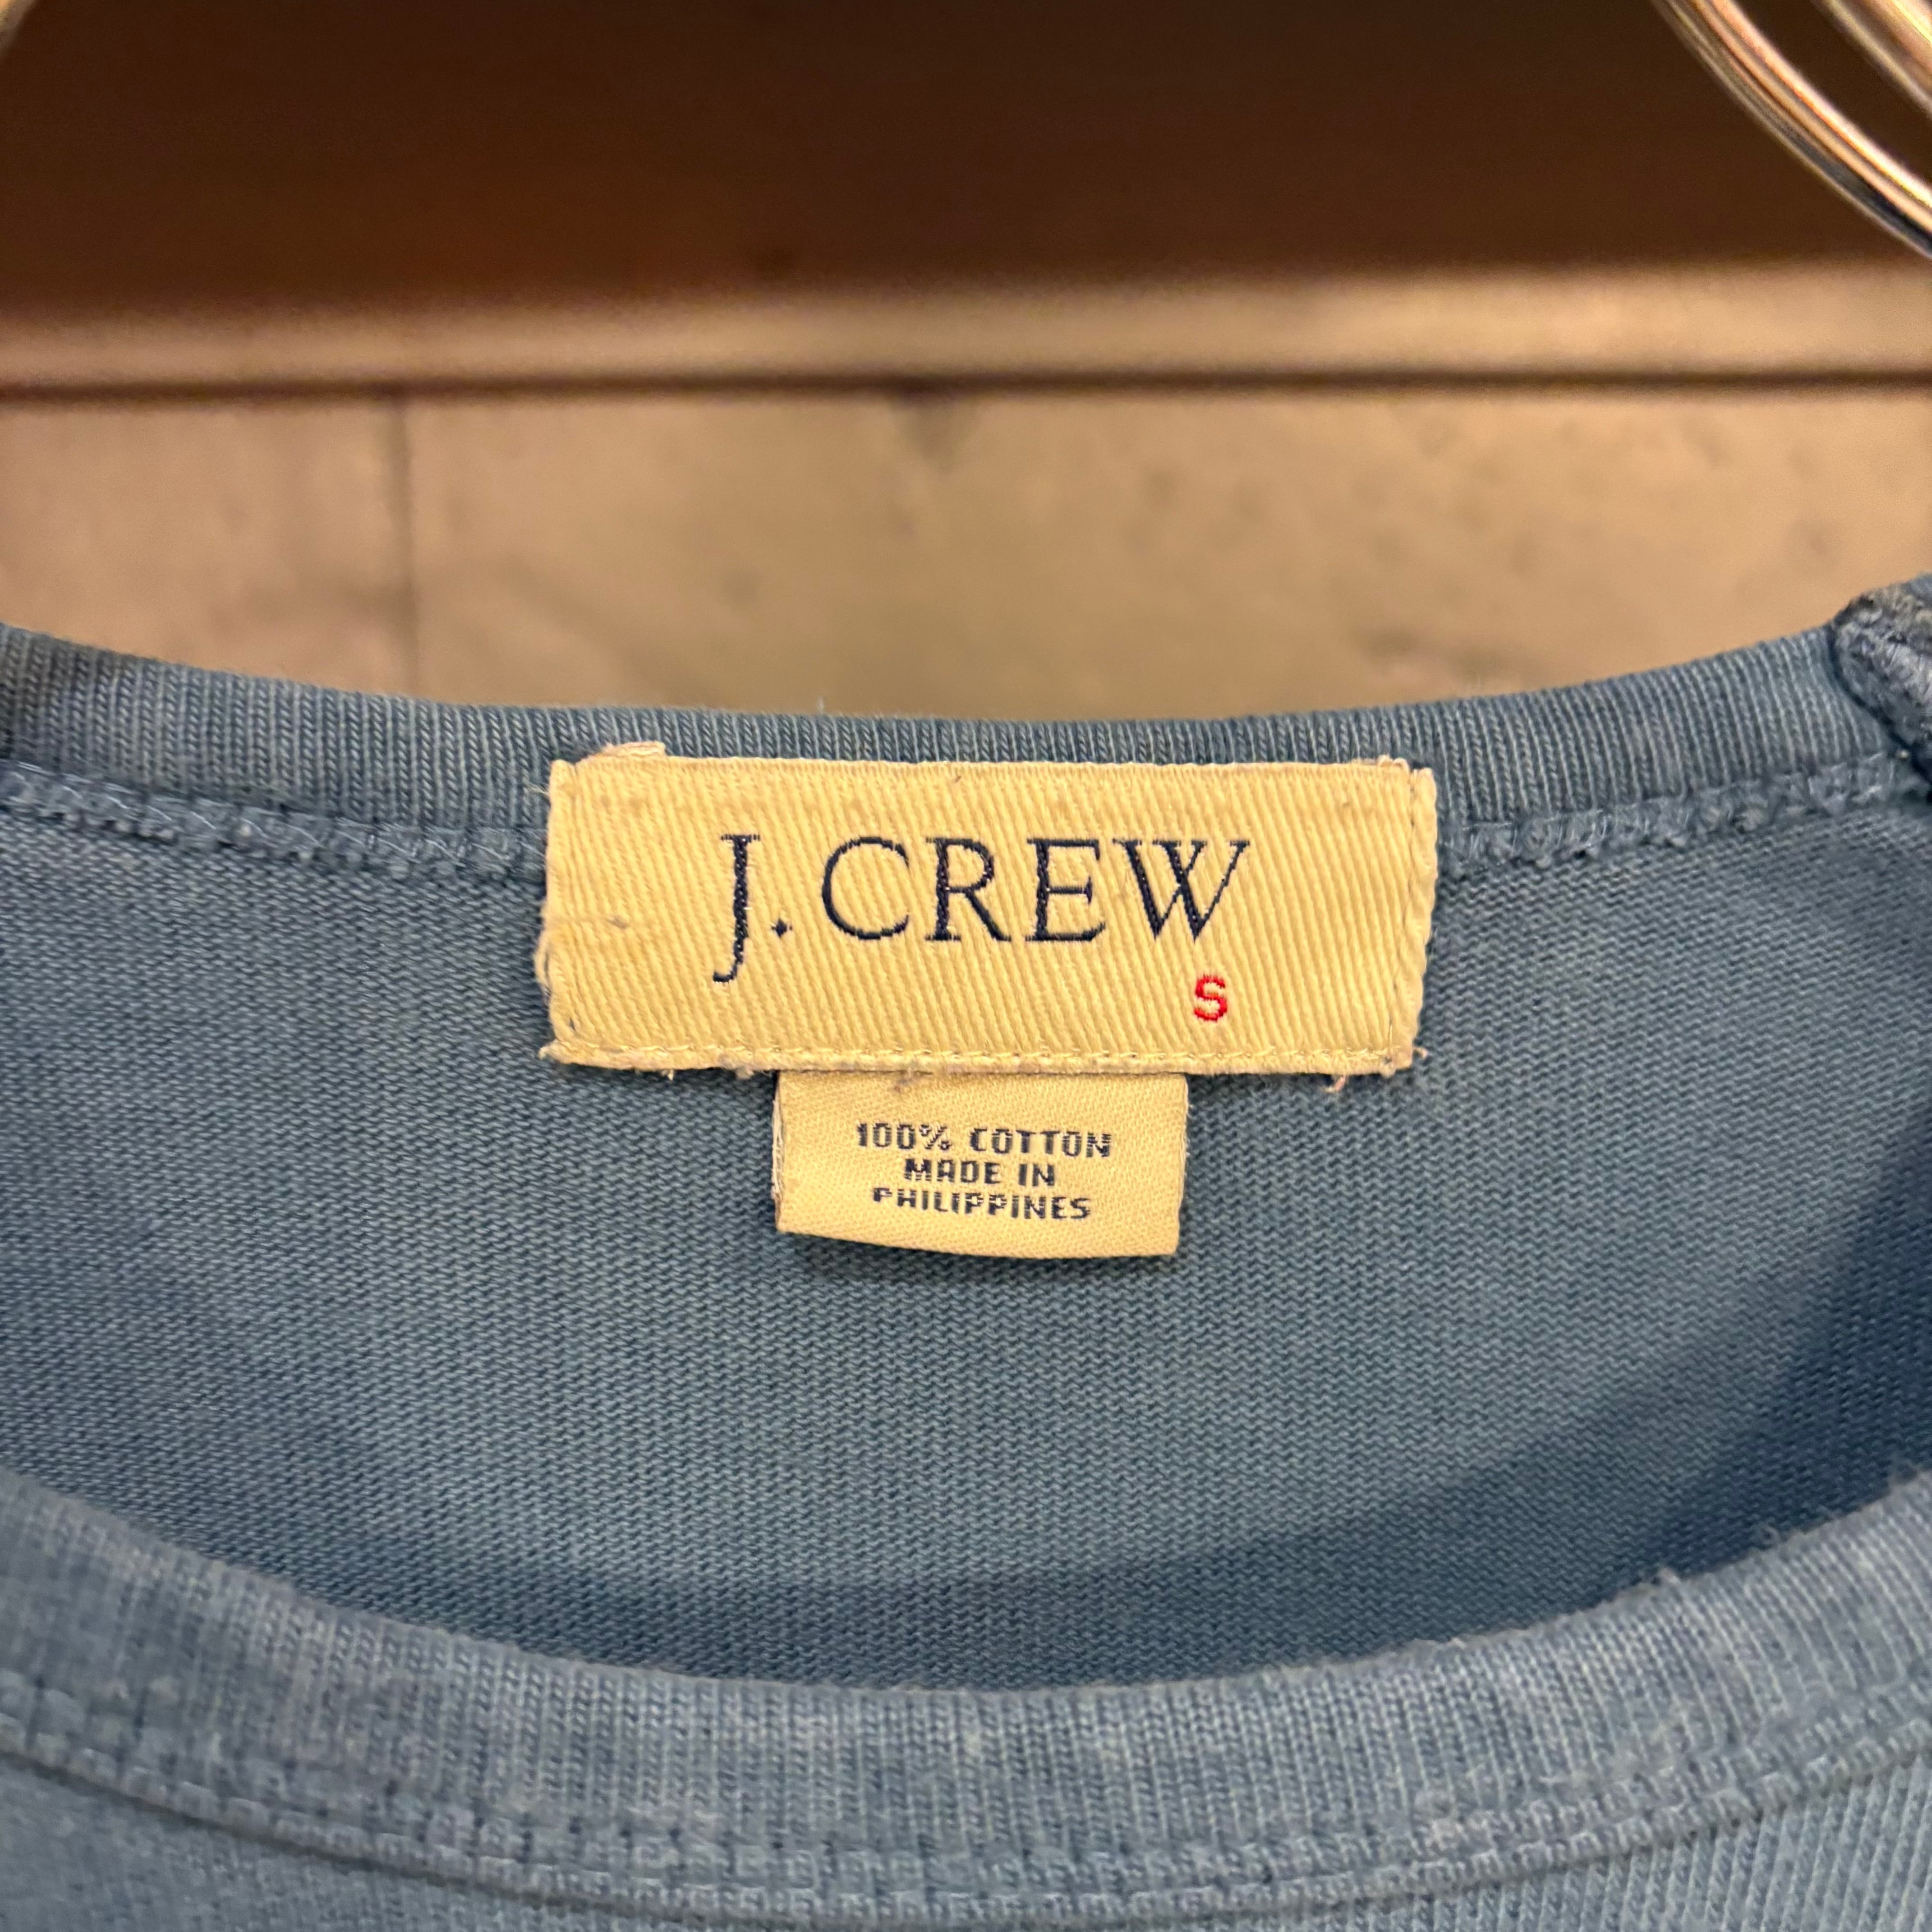 J. CREW
S
100% COTTON
MADE IN
PHILIPPINES